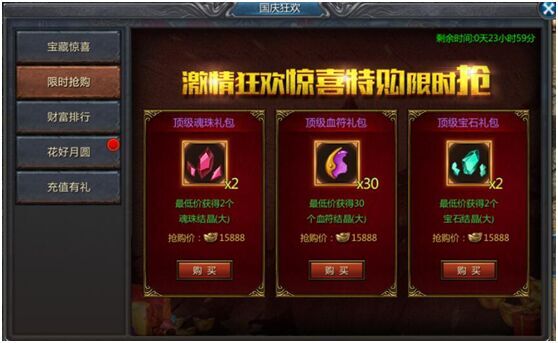 国庆狂欢
宝藏惊喜
限时抢购
财富排行
花好月圆
充值有礼
剩余时间:0天23小时59分
激情狂欢惊喜特购限时抢
顶级魂珠礼包
x2
最低价获得2个
魂珠结晶(大)
抢购价：15888
购买
顶级血符礼包
x30
最低价获得30
个血符结晶(大)
抢购价：15888
购买
顶级宝石礼包
x2
最低价获得2个
宝石结晶(大)
抢购价：15888
购买